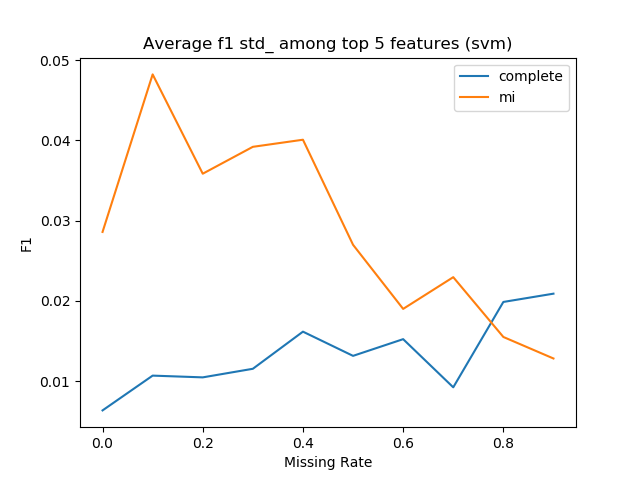 Average f1 std_ among top 5 features (svm)
complete
mi
0.05
0.04
0.03
0.02
0.01
F1
0.0 0.2 0.4 0.6 0.8
Missing Rate